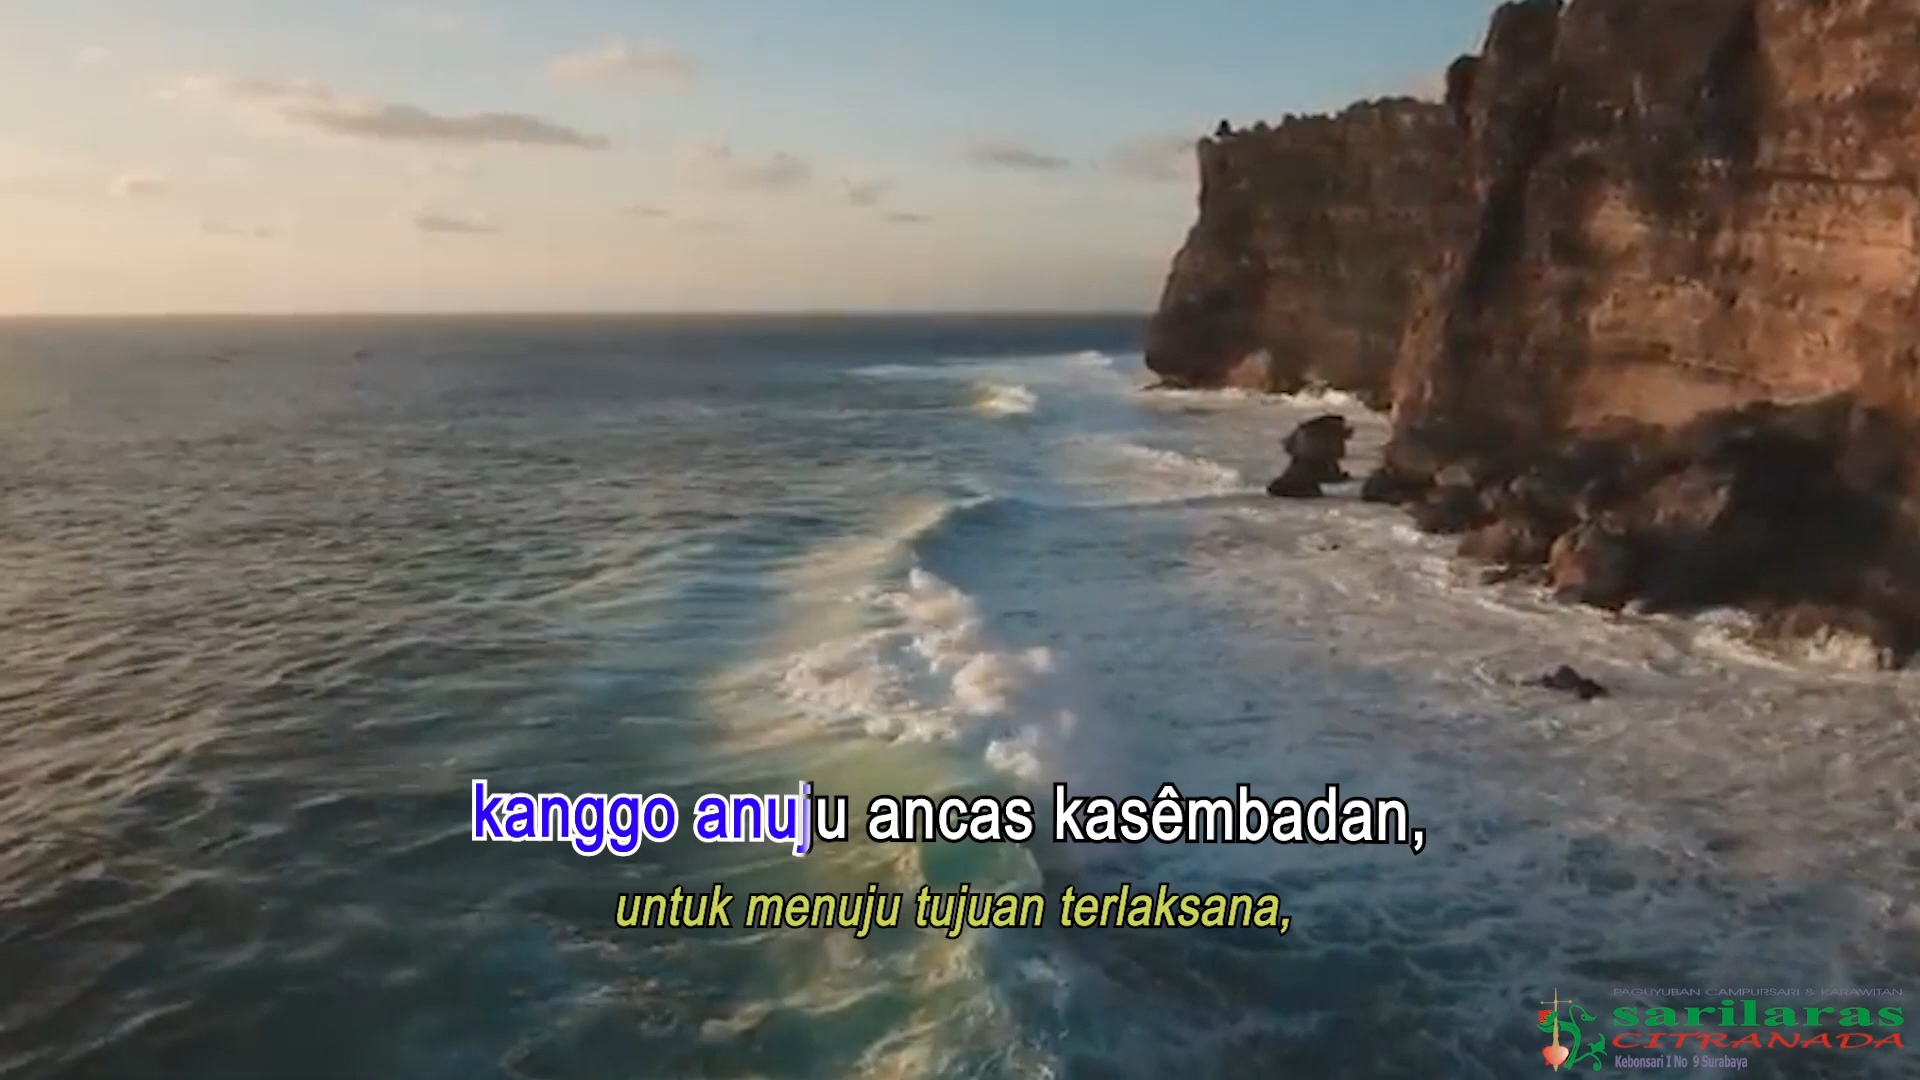 kanggo anuju ancas kasêmbadan,
untuk menuju tujuan terlaksana,
PAGUYUBAN CAMPURSARI & KARAWITAN
sarilaras
CITRANADA
Kebonsari I No 9 Surabaya